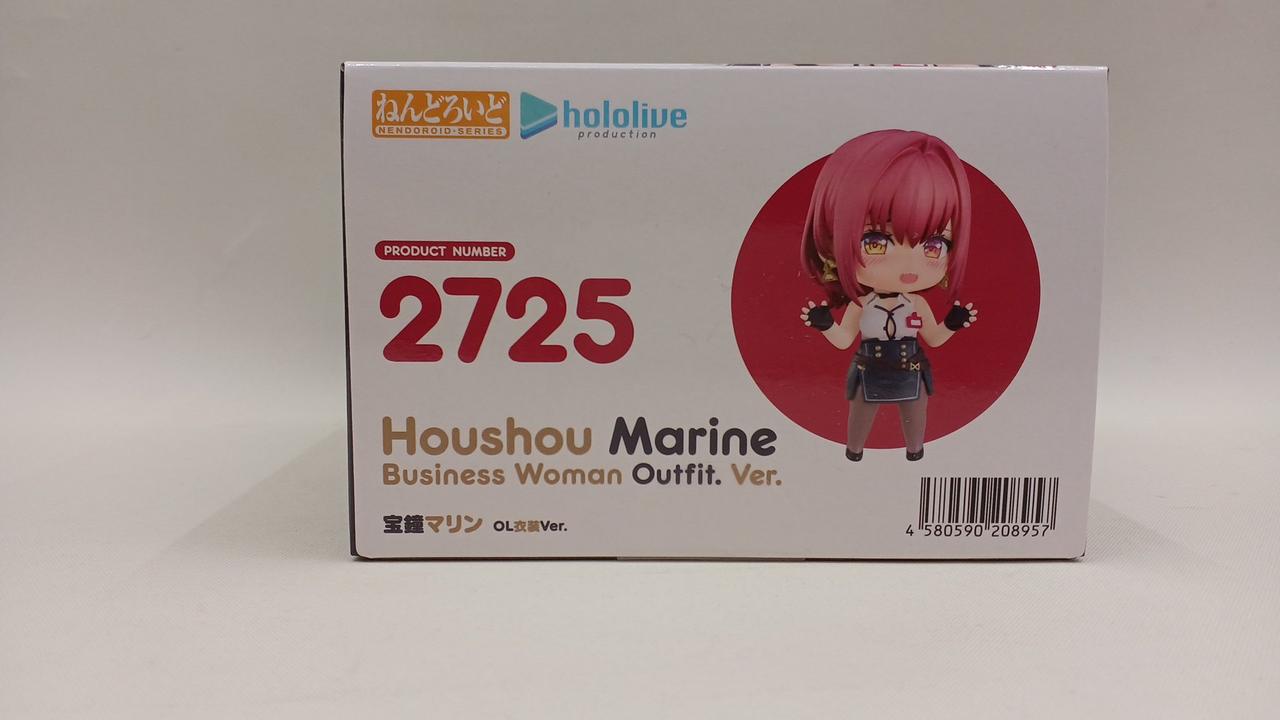 ねんどろいど
NENDOROID•SERIES
hololive
production
PRODUCT NUMBER
2725
Houshou Marine
Business Woman Outfit. Ver.
宝鐘マリン OL衣装Ver.
4 580590 208957